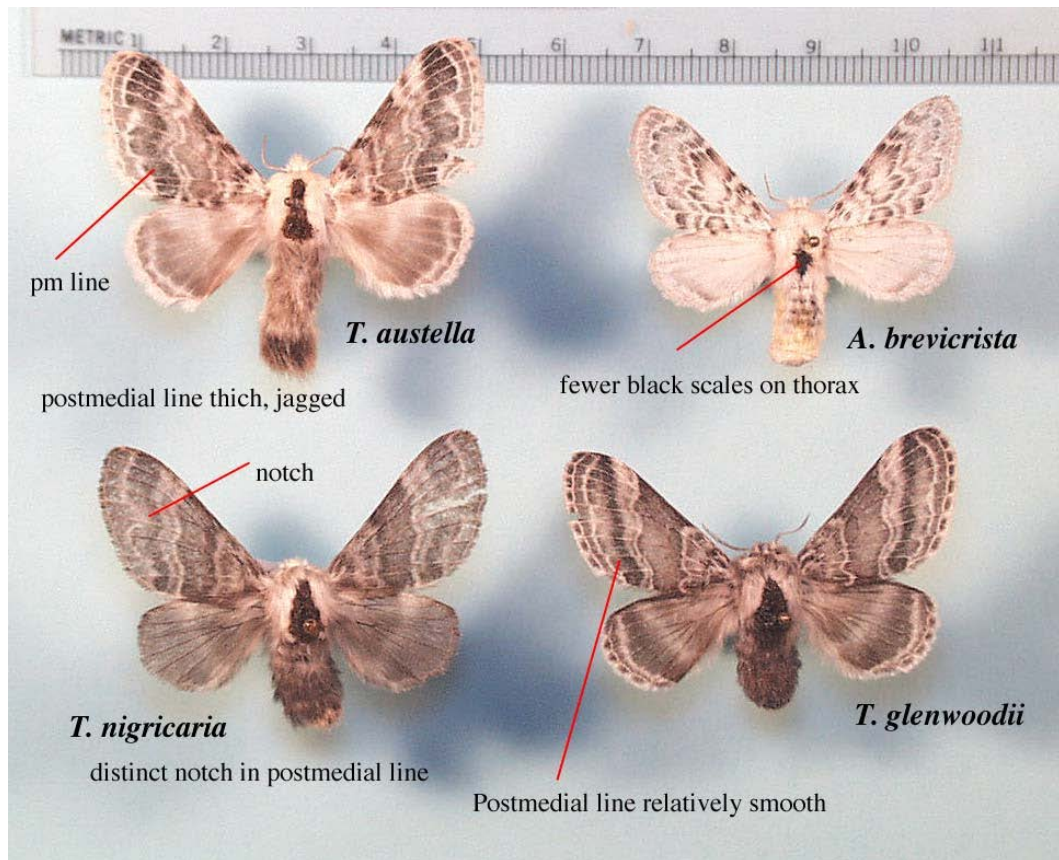 METRIC 1 2 3 4 5 6 7 8 9 10 11
pm line
T. austella
A. brevicrista
postmedial line thich, jagged
fewer black scales on thorax
notch
T. nigricaria
T. glenwoodii
distinct notch in postmedial line
Postmedial line relatively smooth